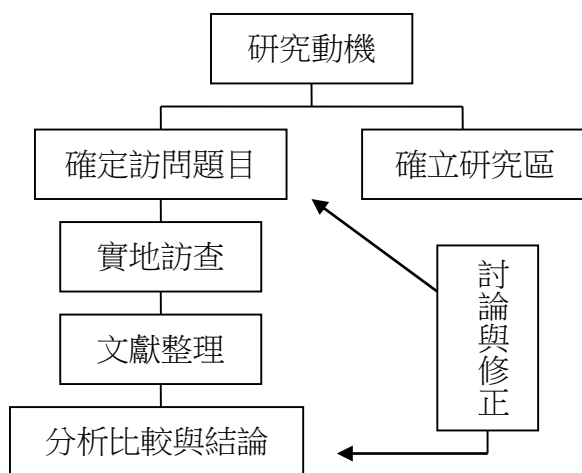 研究動機
確定訪問題目
確立研究區
實地訪查
討論與修正
文獻整理
分析比較與結論